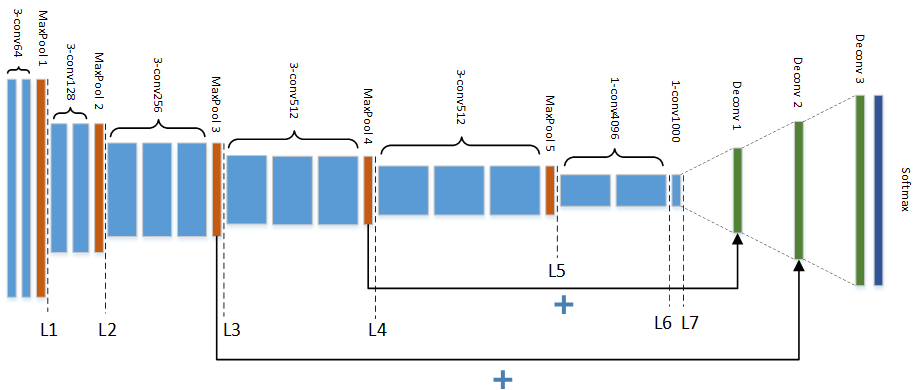 3-conv64
MaxPool 1
3-conv128
MaxPool 2
3-conv256
MaxPool 3
3-conv512
MaxPool 4
3-conv512
MaxPool 5
1-conv4096
1-conv1000
Deconv 1
Deconv 2
Deconv 3
Softmax
L1
L2
L3
L4
L5
L6
L7
+
+